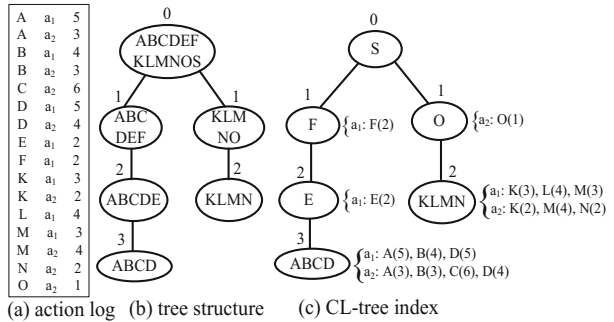 A a₁ 5
A a₂ 3
B a₁ 4
B a₂ 3
C a₂ 6
D a₁ 5
D a₂ 4
E a₁ 2
F a₁ 2
K a₁ 3
K a₂ 2
L a₁ 4
M a₁ 3
M a₂ 4
N a₂ 2
O a₂ 1
(a) action log
0
ABCDEF
KLMNOS
1
ABC
DEF
1
KLM
NO
2
ABCDE
2
KLMN
3
ABCD
(b) tree structure
0
S
1
F
{a₁: F(2)
1
O
{a₂: O(1)
2
E
{a₁: E(2)
2
KLMN
{a₁: K(3), L(4), M(3)
a₂: K(2), M(4), N(2)
3
ABCD
{a₁: A(5), B(4), D(5)
a₂: A(3), B(3), C(6), D(4)
(c) CL-tree index